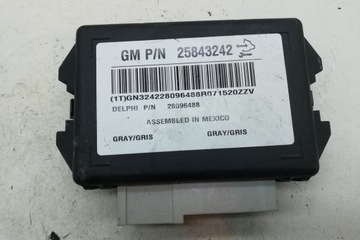 GM P/N 25843242
(1T)GN324228096488R071520ZZV
DELPHI P/N 28096488
ASSEMBLED IN MEXICO
GRAY/GRIS GRAY/GRIS